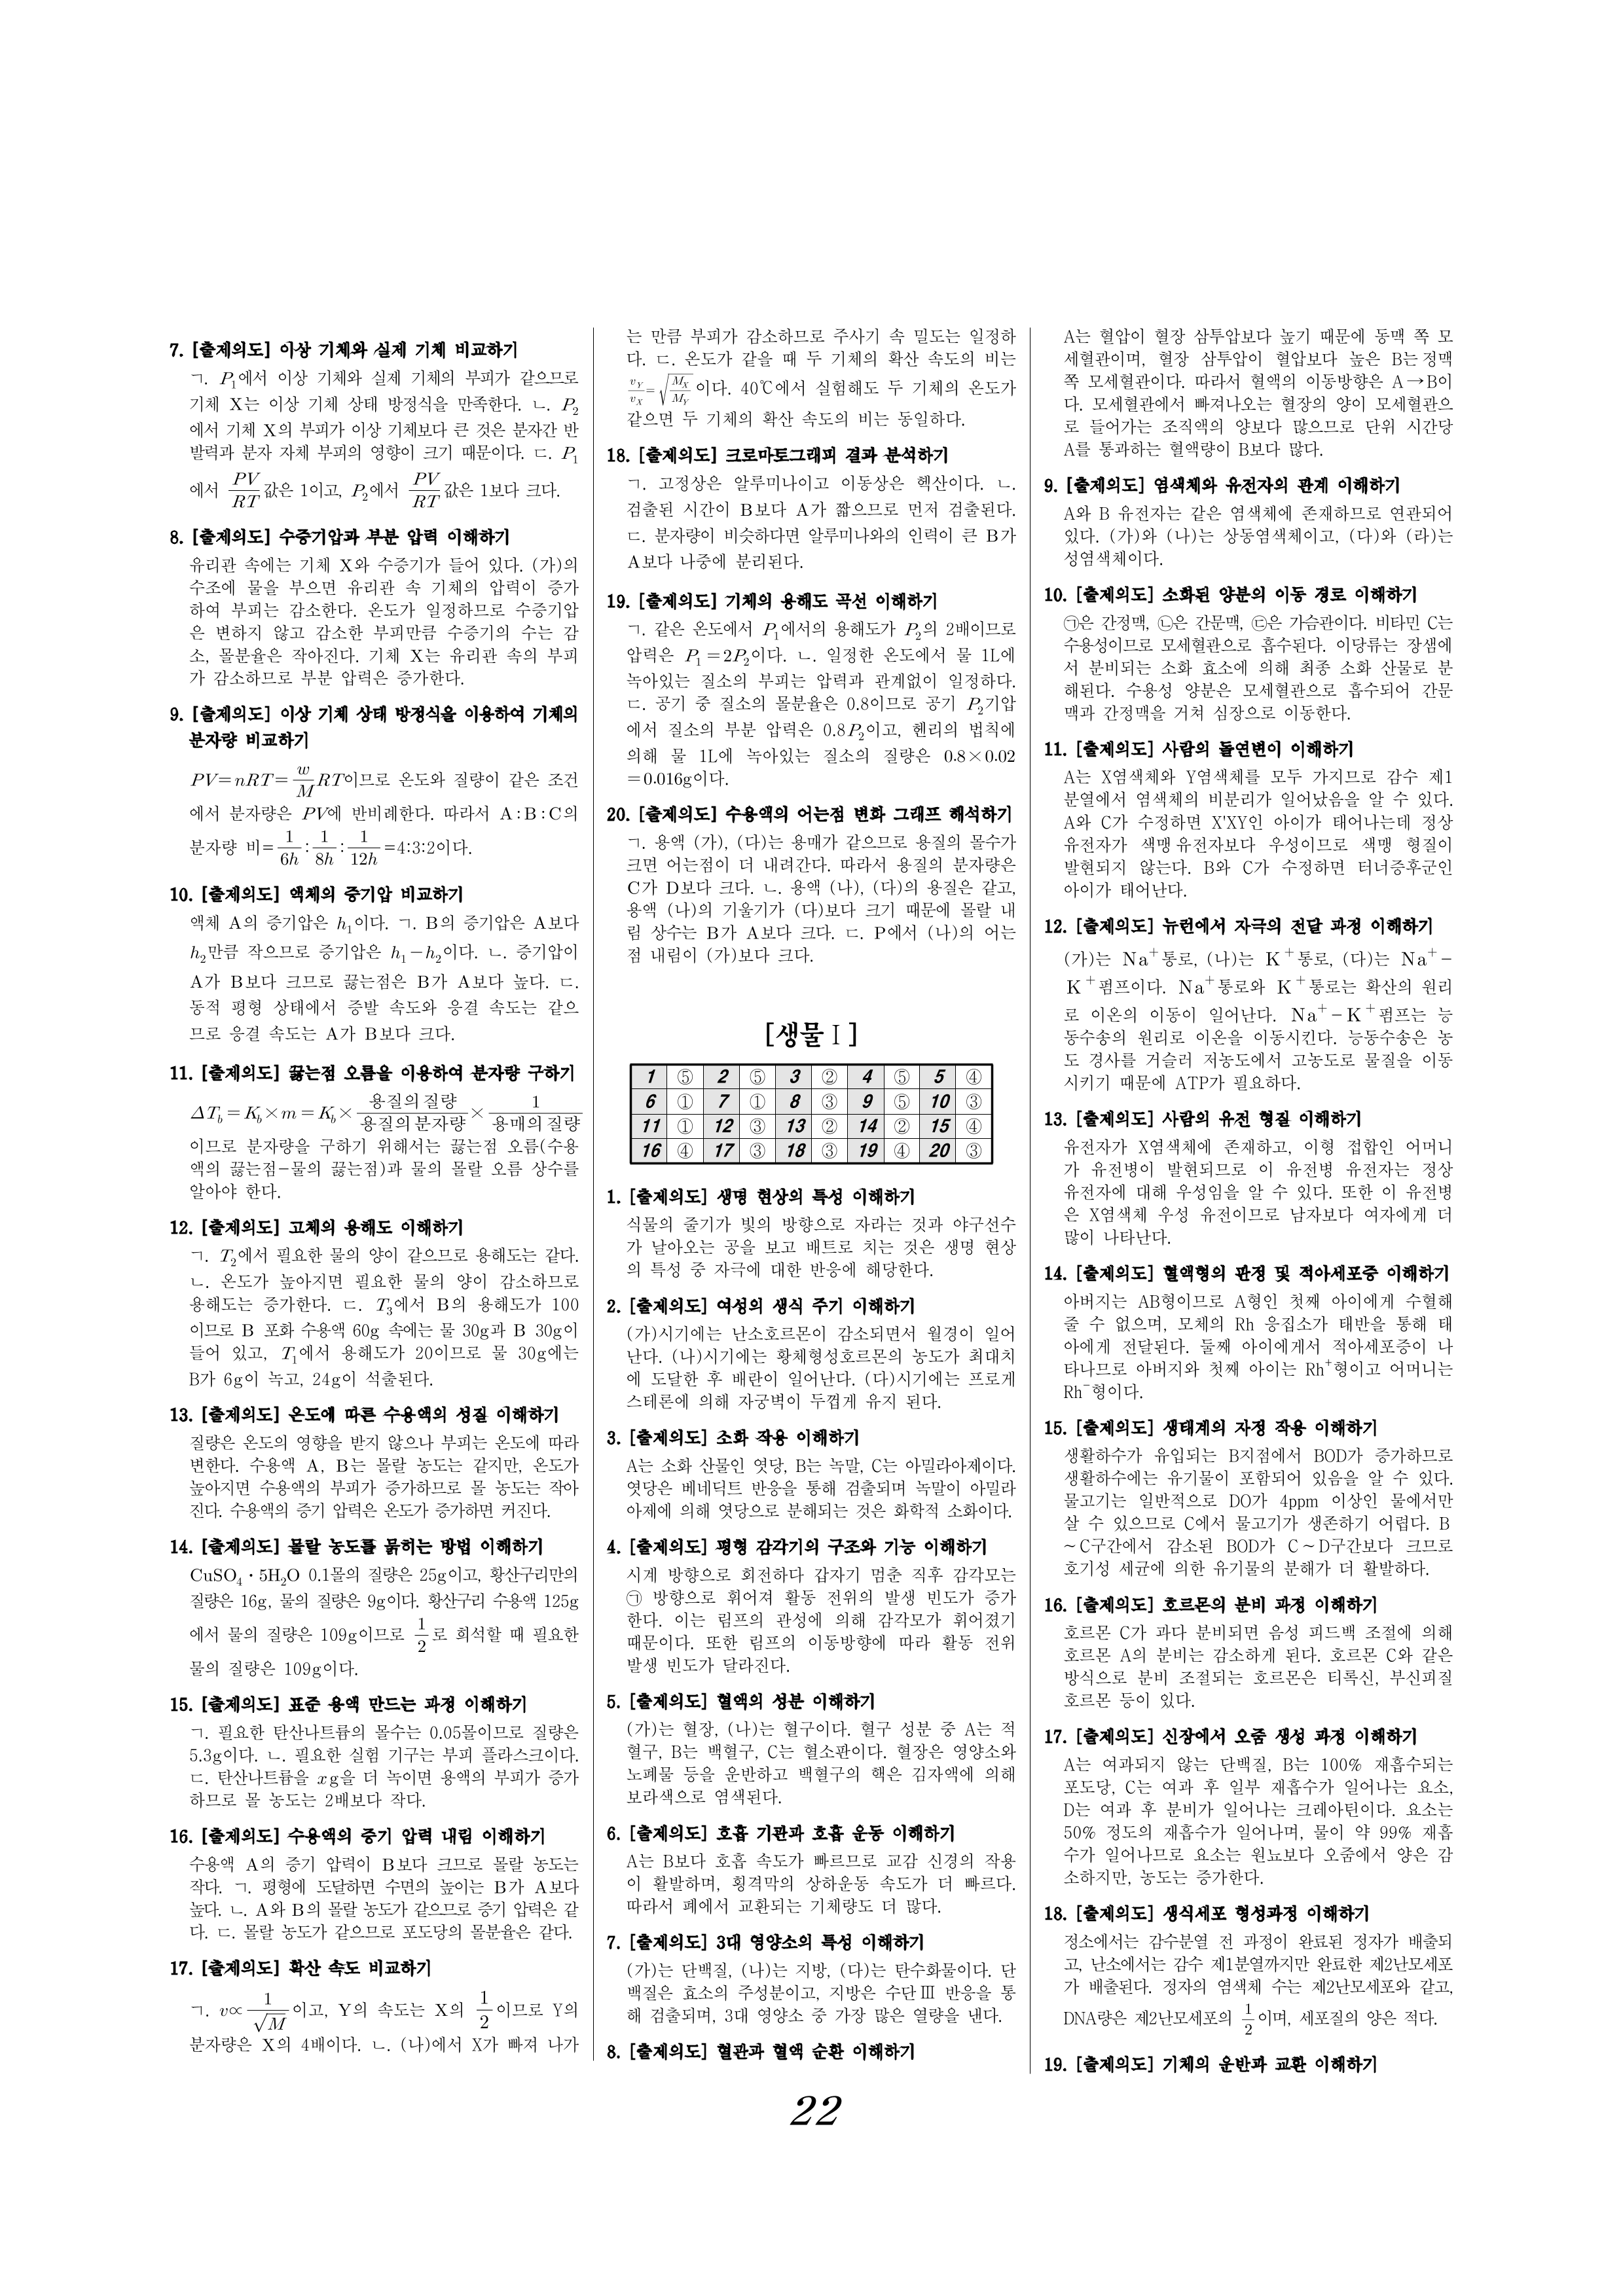 7. [출제의도] 이상 기체와 실제 기체 비교하기
ㄱ. P₁에서 이상 기체와 실제 기체의 부피가 같으므로
기체 X는 이상 기체 상태 방정식을 만족한다. ㄴ. P₂
에서 기체 X의 부피가 이상 기체보다 큰 것은 분자간 반
발력과 분자 자체 부피의 영향이 크기 때문이다. ㄷ. P₁
에서 PV/RT 값은 1이고, P₂에서 PV/RT 값은 1보다 크다.
8. [출제의도] 수증기압과 부분 압력 이해하기
유리관 속에는 기체 X와 수증기가 들어 있다. (가)의
수조에 물을 부으면 유리관 속 기체의 압력이 증가
하여 부피는 감소한다. 온도가 일정하므로 수증기압
은 변하지 않고 감소한 부피만큼 수증기의 수는 감
소, 몰분율은 작아진다. 기체 X는 유리관 속의 부피
가 감소하므로 부분 압력은 증가한다.
9. [출제의도] 이상 기체 상태 방정식을 이용하여 기체의
분자량 비교하기
PV=nRT=w/M RT이므로 온도와 질량이 같은 조건
에서 분자량은 PV에 반비례한다. 따라서 A:B:C의
분자량 비=1/6h:1/8h:1/12h=4:3:2이다.
10. [출제의도] 액체의 증기압 비교하기
액체 A의 증기압은 h₁이다. ㄱ. B의 증기압은 A보다
h₂만큼 작으므로 증기압은 h₁-h₂이다. ㄴ. 증기압이
A가 B보다 크므로 끓는점은 B가 A보다 높다. ㄷ.
동적 평형 상태에서 증발 속도와 응결 속도는 같으
므로 응결 속도는 A가 B보다 크다.
11. [출제의도] 끓는점 오름을 이용하여 분자량 구하기
ΔT_b=K_b×m=K_b×용질의 질량/용질의 분자량×1/용매의 질량
이므로 분자량을 구하기 위해서는 끓는점 오름(수용
액의 끓는점-물의 끓는점)과 물의 몰랄 오름 상수를
알아야 한다.
12. [출제의도] 고체의 용해도 이해하기
ㄱ. T₂에서 필요한 물의 양이 같으므로 용해도는 같다.
ㄴ. 온도가 높아지면 필요한 물의 양이 감소하므로
용해도는 증가한다. ㄷ. T₃에서 B의 용해도가 100
이므로 B 포화 수용액 60g 속에는 물 30g과 B 30g이
들어 있고, T₁에서 용해도가 20이므로 물 30g에는
B가 6g이 녹고, 24g이 석출된다.
13. [출제의도] 온도에 따른 수용액의 성질 이해하기
질량은 온도의 영향을 받지 않으나 부피는 온도에 따라
변한다. 수용액 A, B는 몰랄 농도는 같지만, 온도가
높아지면 수용액의 부피가 증가하므로 몰 농도는 작아
진다. 수용액의 증기 압력은 온도가 증가하면 커진다.
14. [출제의도] 몰랄 농도를 묽히는 방법 이해하기
CuSO₄·5H₂O 0.1몰의 질량은 25g이고, 황산구리만의
질량은 16g, 물의 질량은 9g이다. 황산구리 수용액 125g
에서 물의 질량은 109g이므로 1/2로 희석할 때 필요한
물의 질량은 109g이다.
15. [출제의도] 표준 용액 만드는 과정 이해하기
ㄱ. 필요한 탄산나트륨의 몰수는 0.05몰이므로 질량은
5.3g이다. ㄴ. 필요한 실험 기구는 부피 플라스크이다.
ㄷ. 탄산나트륨을 xg을 더 녹이면 용액의 부피가 증가
하므로 몰 농도는 2배보다 작다.
16. [출제의도] 수용액의 증기 압력 내림 이해하기
수용액 A의 증기 압력이 B보다 크므로 몰랄 농도는
작다. ㄱ. 평형에 도달하면 수면의 높이는 B가 A보다
높다. ㄴ. A와 B의 몰랄 농도가 같으므로 증기 압력은 같
다. ㄷ. 몰랄 농도가 같으므로 포도당의 몰분율은 같다.
17. [출제의도] 확산 속도 비교하기
ㄱ. v∝1/√M이고, Y의 속도는 X의 1/2이므로 Y의
분자량은 X의 4배이다. ㄴ. (나)에서 X가 빠져 나가
는 만큼 부피가 감소하므로 주사기 속 밀도는 일정하
다. ㄷ. 온도가 같을 때 두 기체의 확산 속도의 비는
v_Y/v_X=√(M_X/M_Y)이다. 40℃에서 실험해도 두 기체의 온도가
같으면 두 기체의 확산 속도의 비는 동일하다.
18. [출제의도] 크로마토그래피 결과 분석하기
ㄱ. 고정상은 알루미나이고 이동상은 헥산이다. ㄴ.
검출된 시간이 B보다 A가 짧으므로 먼저 검출된다.
ㄷ. 분자량이 비슷하다면 알루미나와의 인력이 큰 B가
A보다 나중에 분리된다.
19. [출제의도] 기체의 용해도 곡선 이해하기
ㄱ. 같은 온도에서 P₁에서의 용해도가 P₂의 2배이므로
압력은 P₁=2P₂이다. ㄴ. 일정한 온도에서 물 1L에
녹아있는 질소의 부피는 압력과 관계없이 일정하다.
ㄷ. 공기 중 질소의 몰분율은 0.8이므로 공기 P₂기압
에서 질소의 부분 압력은 0.8P₂이고, 헨리의 법칙에
의해 물 1L에 녹아있는 질소의 질량은 0.8×0.02
=0.016g이다.
20. [출제의도] 수용액의 어는점 변화 그래프 해석하기
ㄱ. 용액 (가), (다)는 용매가 같으므로 용질의 몰수가
크면 어는점이 더 내려간다. 따라서 용질의 분자량은
C가 D보다 크다. ㄴ. 용액 (나), (다)의 용질은 같고,
용액 (나)의 기울기가 (다)보다 크기 때문에 몰랄 내
림 상수는 B가 A보다 크다. ㄷ. P에서 (나)의 어는
점 내림이 (가)보다 크다.
[생물Ⅰ]
1 ⑤ 2 ⑤ 3 ② 4 ⑤ 5 ④
6 ① 7 ① 8 ③ 9 ⑤ 10 ③
11 ① 12 ③ 13 ② 14 ② 15 ④
16 ④ 17 ③ 18 ③ 19 ④ 20 ③
1. [출제의도] 생명 현상의 특성 이해하기
식물의 줄기가 빛의 방향으로 자라는 것과 야구선수
가 날아오는 공을 보고 배트로 치는 것은 생명 현상
의 특성 중 자극에 대한 반응에 해당한다.
2. [출제의도] 여성의 생식 주기 이해하기
(가)시기에는 난소호르몬이 감소되면서 월경이 일어
난다. (나)시기에는 황체형성호르몬의 농도가 최대치
에 도달한 후 배란이 일어난다. (다)시기에는 프로게
스테론에 의해 자궁벽이 두껍게 유지 된다.
3. [출제의도] 소화 작용 이해하기
A는 소화 산물인 엿당, B는 녹말, C는 아밀라아제이다.
엿당은 베네딕트 반응을 통해 검출되며 녹말이 아밀라
아제에 의해 엿당으로 분해되는 것은 화학적 소화이다.
4. [출제의도] 평형 감각기의 구조와 기능 이해하기
시계 방향으로 회전하다 갑자기 멈춘 직후 감각모는
㉠ 방향으로 휘어져 활동 전위의 발생 빈도가 증가
한다. 이는 림프의 관성에 의해 감각모가 휘어졌기
때문이다. 또한 림프의 이동방향에 따라 활동 전위
발생 빈도가 달라진다.
5. [출제의도] 혈액의 성분 이해하기
(가)는 혈장, (나)는 혈구이다. 혈구 성분 중 A는 적
혈구, B는 백혈구, C는 혈소판이다. 혈장은 영양소와
노폐물 등을 운반하고 백혈구의 핵은 김자액에 의해
보라색으로 염색된다.
6. [출제의도] 호흡 기관과 호흡 운동 이해하기
A는 B보다 호흡 속도가 빠르므로 교감 신경의 작용
이 활발하며, 횡격막의 상하운동 속도가 더 빠르다.
따라서 폐에서 교환되는 기체량도 더 많다.
7. [출제의도] 3대 영양소의 특성 이해하기
(가)는 단백질, (나)는 지방, (다)는 탄수화물이다. 단
백질은 효소의 주성분이고, 지방은 수단Ⅲ 반응을 통
해 검출되며, 3대 영양소 중 가장 많은 열량을 낸다.
8. [출제의도] 혈관과 혈액 순환 이해하기
A는 혈압이 혈장 삼투압보다 높기 때문에 동맥 쪽 모
세혈관이며, 혈장 삼투압이 혈압보다 높은 B는 정맥
쪽 모세혈관이다. 따라서 혈액의 이동방향은 A→B이
다. 모세혈관에서 빠져나오는 혈장의 양이 모세혈관으
로 들어가는 조직액의 양보다 많으므로 단위 시간당
A를 통과하는 혈액량이 B보다 많다.
9. [출제의도] 염색체와 유전자의 관계 이해하기
A와 B 유전자는 같은 염색체에 존재하므로 연관되어
있다. (가)와 (나)는 상동염색체이고, (다)와 (라)는
성염색체이다.
10. [출제의도] 소화된 양분의 이동 경로 이해하기
㉠은 간정맥, ㉡은 간문맥, ㉢은 가슴관이다. 비타민 C는
수용성이므로 모세혈관으로 흡수된다. 이당류는 장샘에
서 분비되는 소화 효소에 의해 최종 소화 산물로 분
해된다. 수용성 양분은 모세혈관으로 흡수되어 간문
맥과 간정맥을 거쳐 심장으로 이동한다.
11. [출제의도] 사람의 돌연변이 이해하기
A는 X염색체와 Y염색체를 모두 가지므로 감수 제1
분열에서 염색체의 비분리가 일어났음을 알 수 있다.
A와 C가 수정하면 X'XY인 아이가 태어나는데 정상
유전자가 색맹 유전자보다 우성이므로 색맹 형질이
발현되지 않는다. B와 C가 수정하면 터너증후군인
아이가 태어난다.
12. [출제의도] 뉴런에서 자극의 전달 과정 이해하기
(가)는 Na⁺통로, (나)는 K⁺통로, (다)는 Na⁺-
K⁺펌프이다. Na⁺통로와 K⁺통로는 확산의 원리
로 이온의 이동이 일어난다. Na⁺-K⁺펌프는 능
동수송의 원리로 이온을 이동시킨다. 능동수송은 농
도 경사를 거슬러 저농도에서 고농도로 물질을 이동
시키기 때문에 ATP가 필요하다.
13. [출제의도] 사람의 유전 형질 이해하기
유전자가 X염색체에 존재하고, 이형 접합인 어머니
가 유전병이 발현되므로 이 유전병 유전자는 정상
유전자에 대해 우성임을 알 수 있다. 또한 이 유전병
은 X염색체 우성 유전이므로 남자보다 여자에게 더
많이 나타난다.
14. [출제의도] 혈액형의 판정 및 적아세포증 이해하기
아버지는 AB형이므로 A형인 첫째 아이에게 수혈해
줄 수 없으며, 모체의 Rh 응집소가 태반을 통해 태
아에게 전달된다. 둘째 아이에게서 적아세포증이 나
타나므로 아버지와 첫째 아이는 Rh⁺형이고 어머니는
Rh⁻형이다.
15. [출제의도] 생태계의 자정 작용 이해하기
생활하수가 유입되는 B지점에서 BOD가 증가하므로
생활하수에는 유기물이 포함되어 있음을 알 수 있다.
물고기는 일반적으로 DO가 4ppm 이상인 물에서만
살 수 있으므로 C에서 물고기가 생존하기 어렵다. B
~C구간에서 감소된 BOD가 C~D구간보다 크므로
호기성 세균에 의한 유기물의 분해가 더 활발하다.
16. [출제의도] 호르몬의 분비 과정 이해하기
호르몬 C가 과다 분비되면 음성 피드백 조절에 의해
호르몬 A의 분비는 감소하게 된다. 호르몬 C와 같은
방식으로 분비 조절되는 호르몬은 티록신, 부신피질
호르몬 등이 있다.
17. [출제의도] 신장에서 오줌 생성 과정 이해하기
A는 여과되지 않는 단백질, B는 100% 재흡수되는
포도당, C는 여과 후 일부 재흡수가 일어나는 요소,
D는 여과 후 분비가 일어나는 크레아틴이다. 요소는
50% 정도의 재흡수가 일어나며, 물이 약 99% 재흡
수가 일어나므로 요소는 원뇨보다 오줌에서 양은 감
소하지만, 농도는 증가한다.
18. [출제의도] 생식세포 형성과정 이해하기
정소에서는 감수분열 전 과정이 완료된 정자가 배출되
고, 난소에서는 감수 제1분열까지만 완료한 제2난모세포
가 배출된다. 정자의 염색체 수는 제2난모세포와 같고,
DNA량은 제2난모세포의 1/2이며, 세포질의 양은 적다.
19. [출제의도] 기체의 운반과 교환 이해하기
22